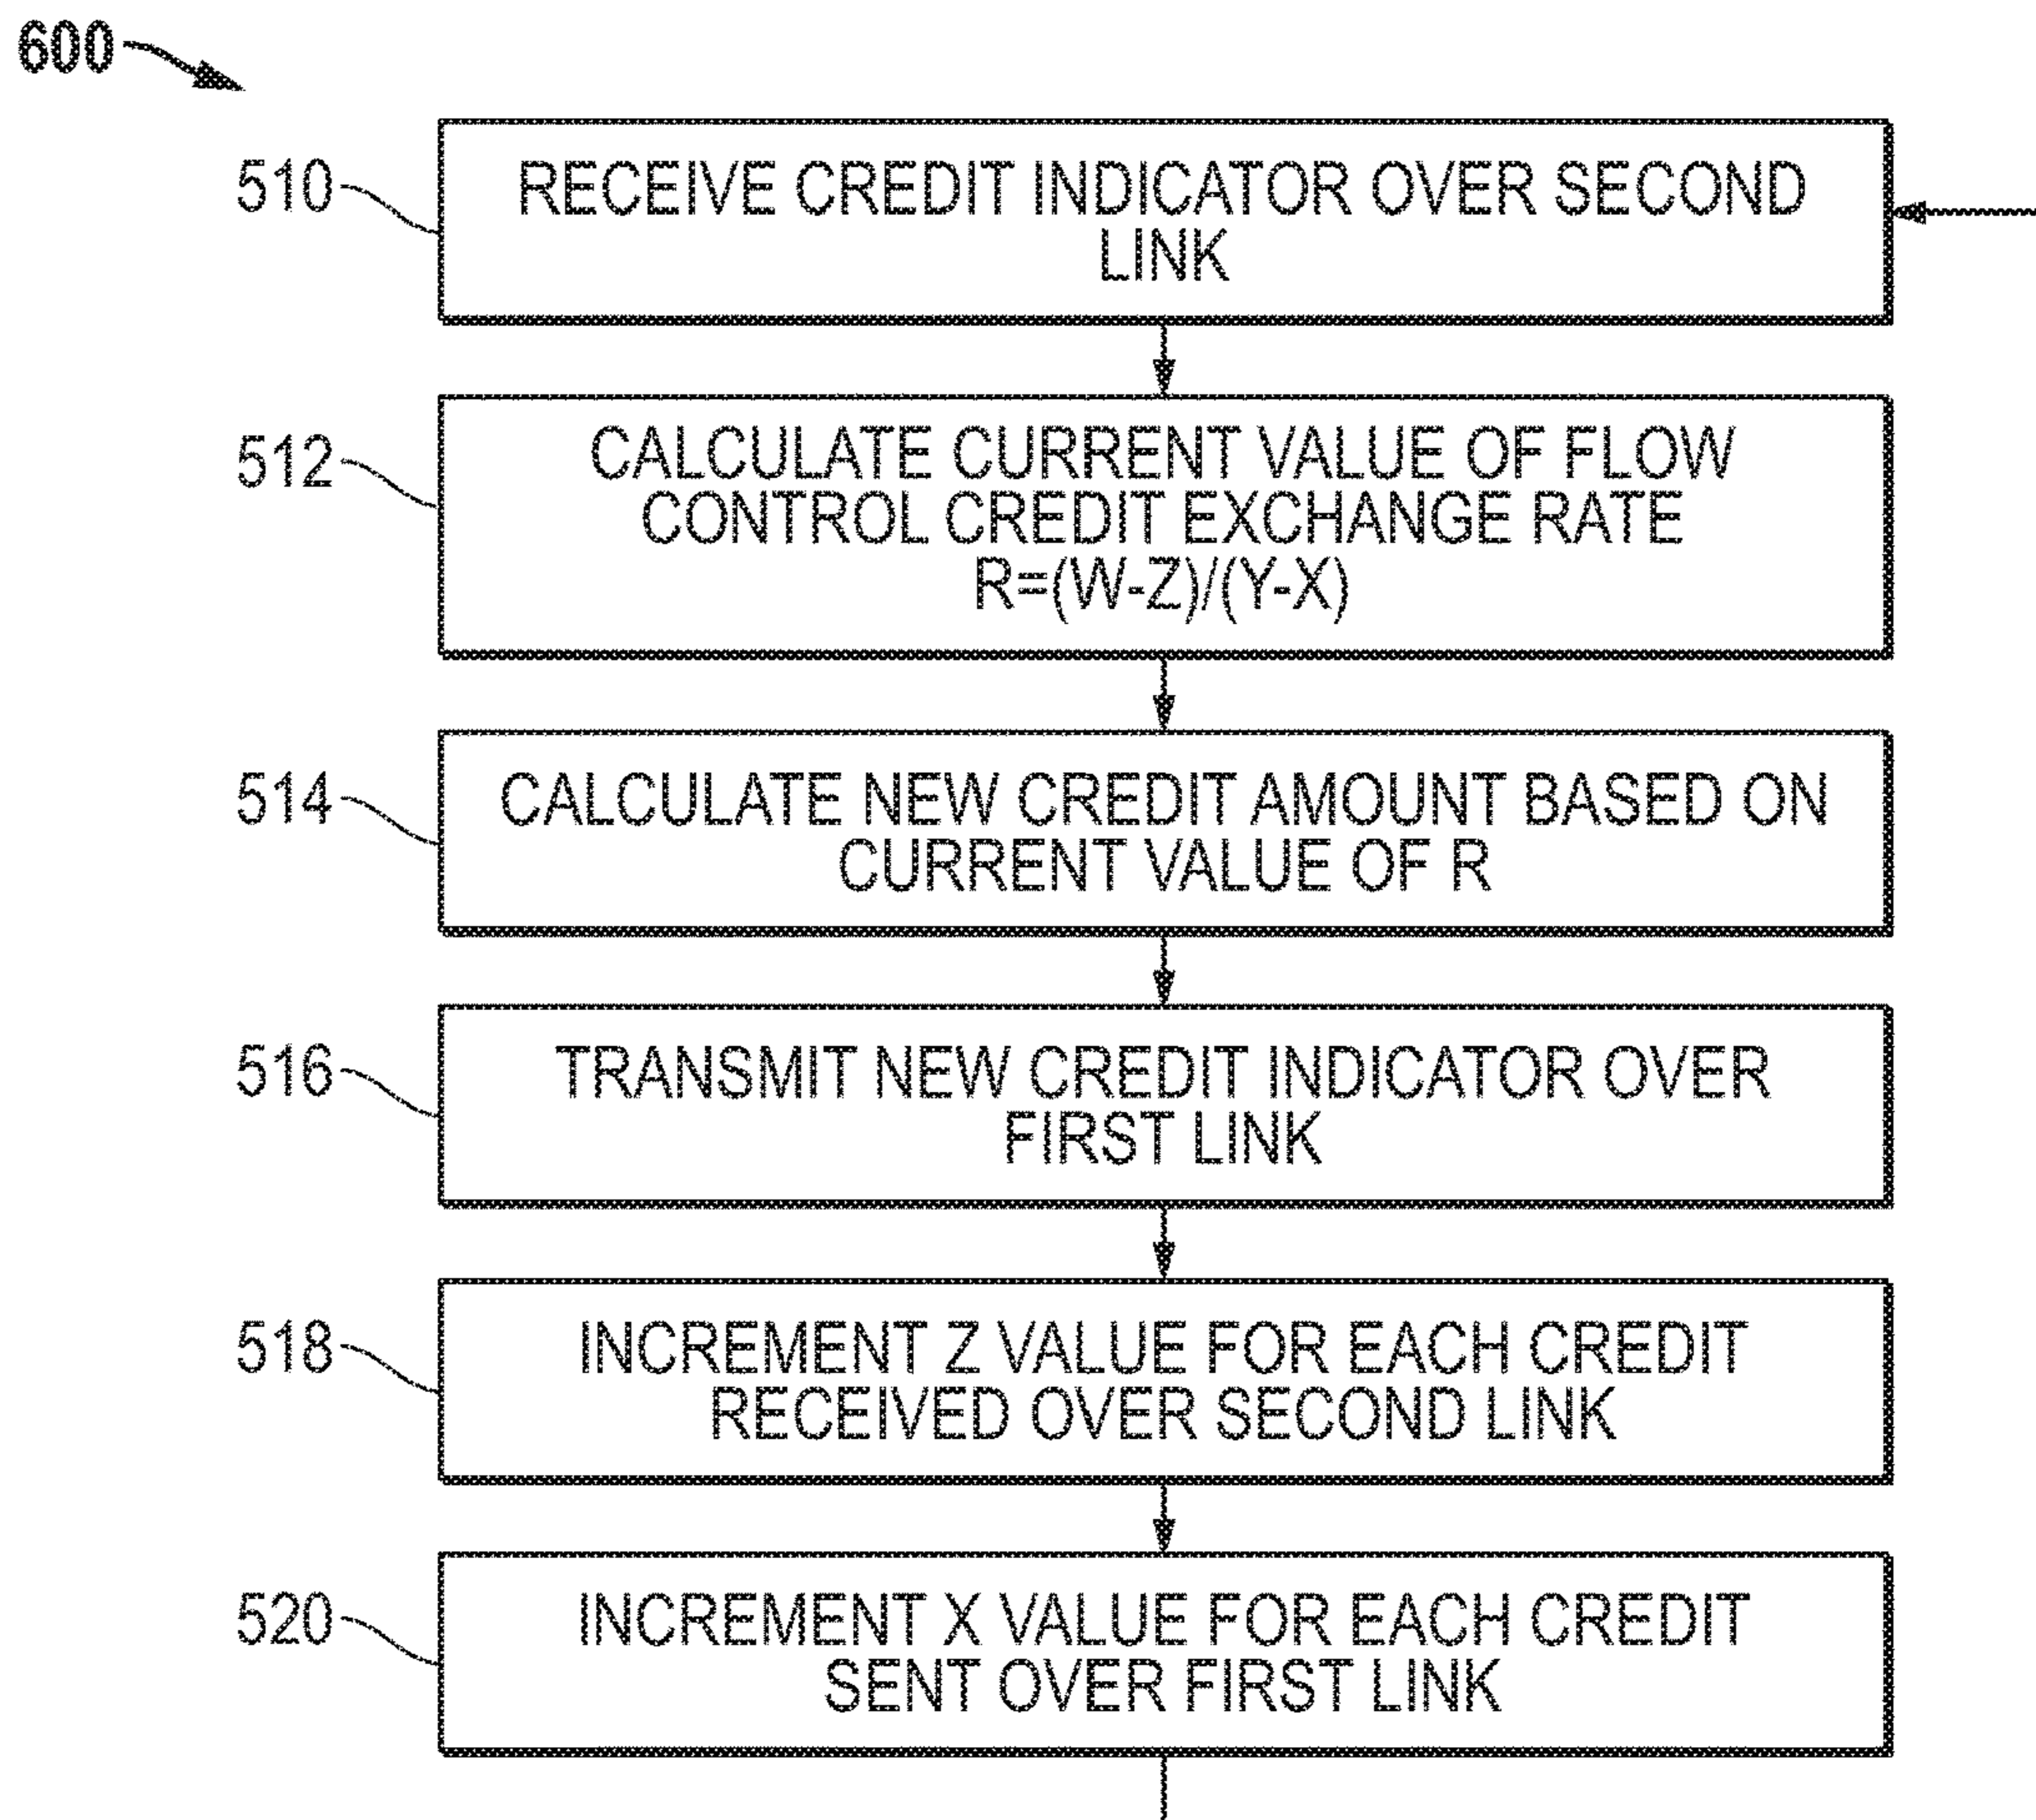 600
510
RECEIVE CREDIT INDICATOR OVER SECOND
LINK
512
CALCULATE CURRENT VALUE OF FLOW
CONTROL CREDIT EXCHANGE RATE
R=(W-Z)/(Y-X)
514
CALCULATE NEW CREDIT AMOUNT BASED ON
CURRENT VALUE OF R
516
TRANSMIT NEW CREDIT INDICATOR OVER
FIRST LINK
518
INCREMENT Z VALUE FOR EACH CREDIT
RECEIVED OVER SECOND LINK
520
INCREMENT X VALUE FOR EACH CREDIT
SENT OVER FIRST LINK